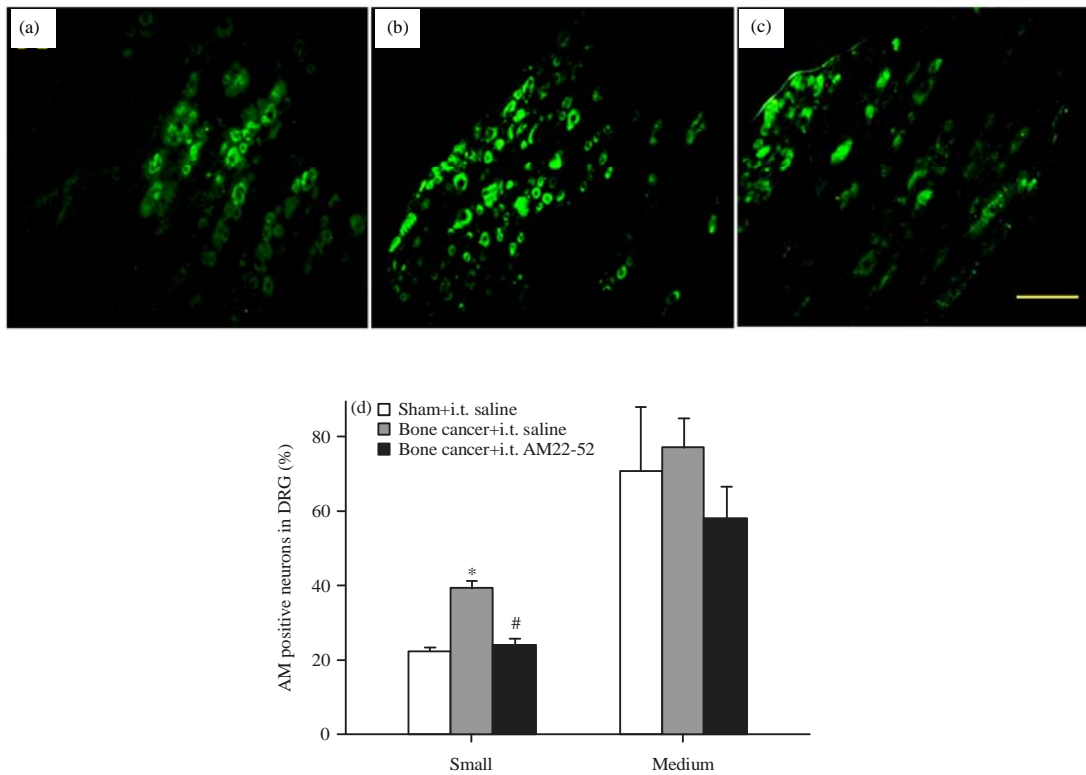 (a)
(b)
(c)
(d)
Sham+i.t. saline
Bone cancer+i.t. saline
Bone cancer+i.t. AM22-52
AM positive neurons in DRG (%)
80
60
40
20
0
*
#
Small
Medium